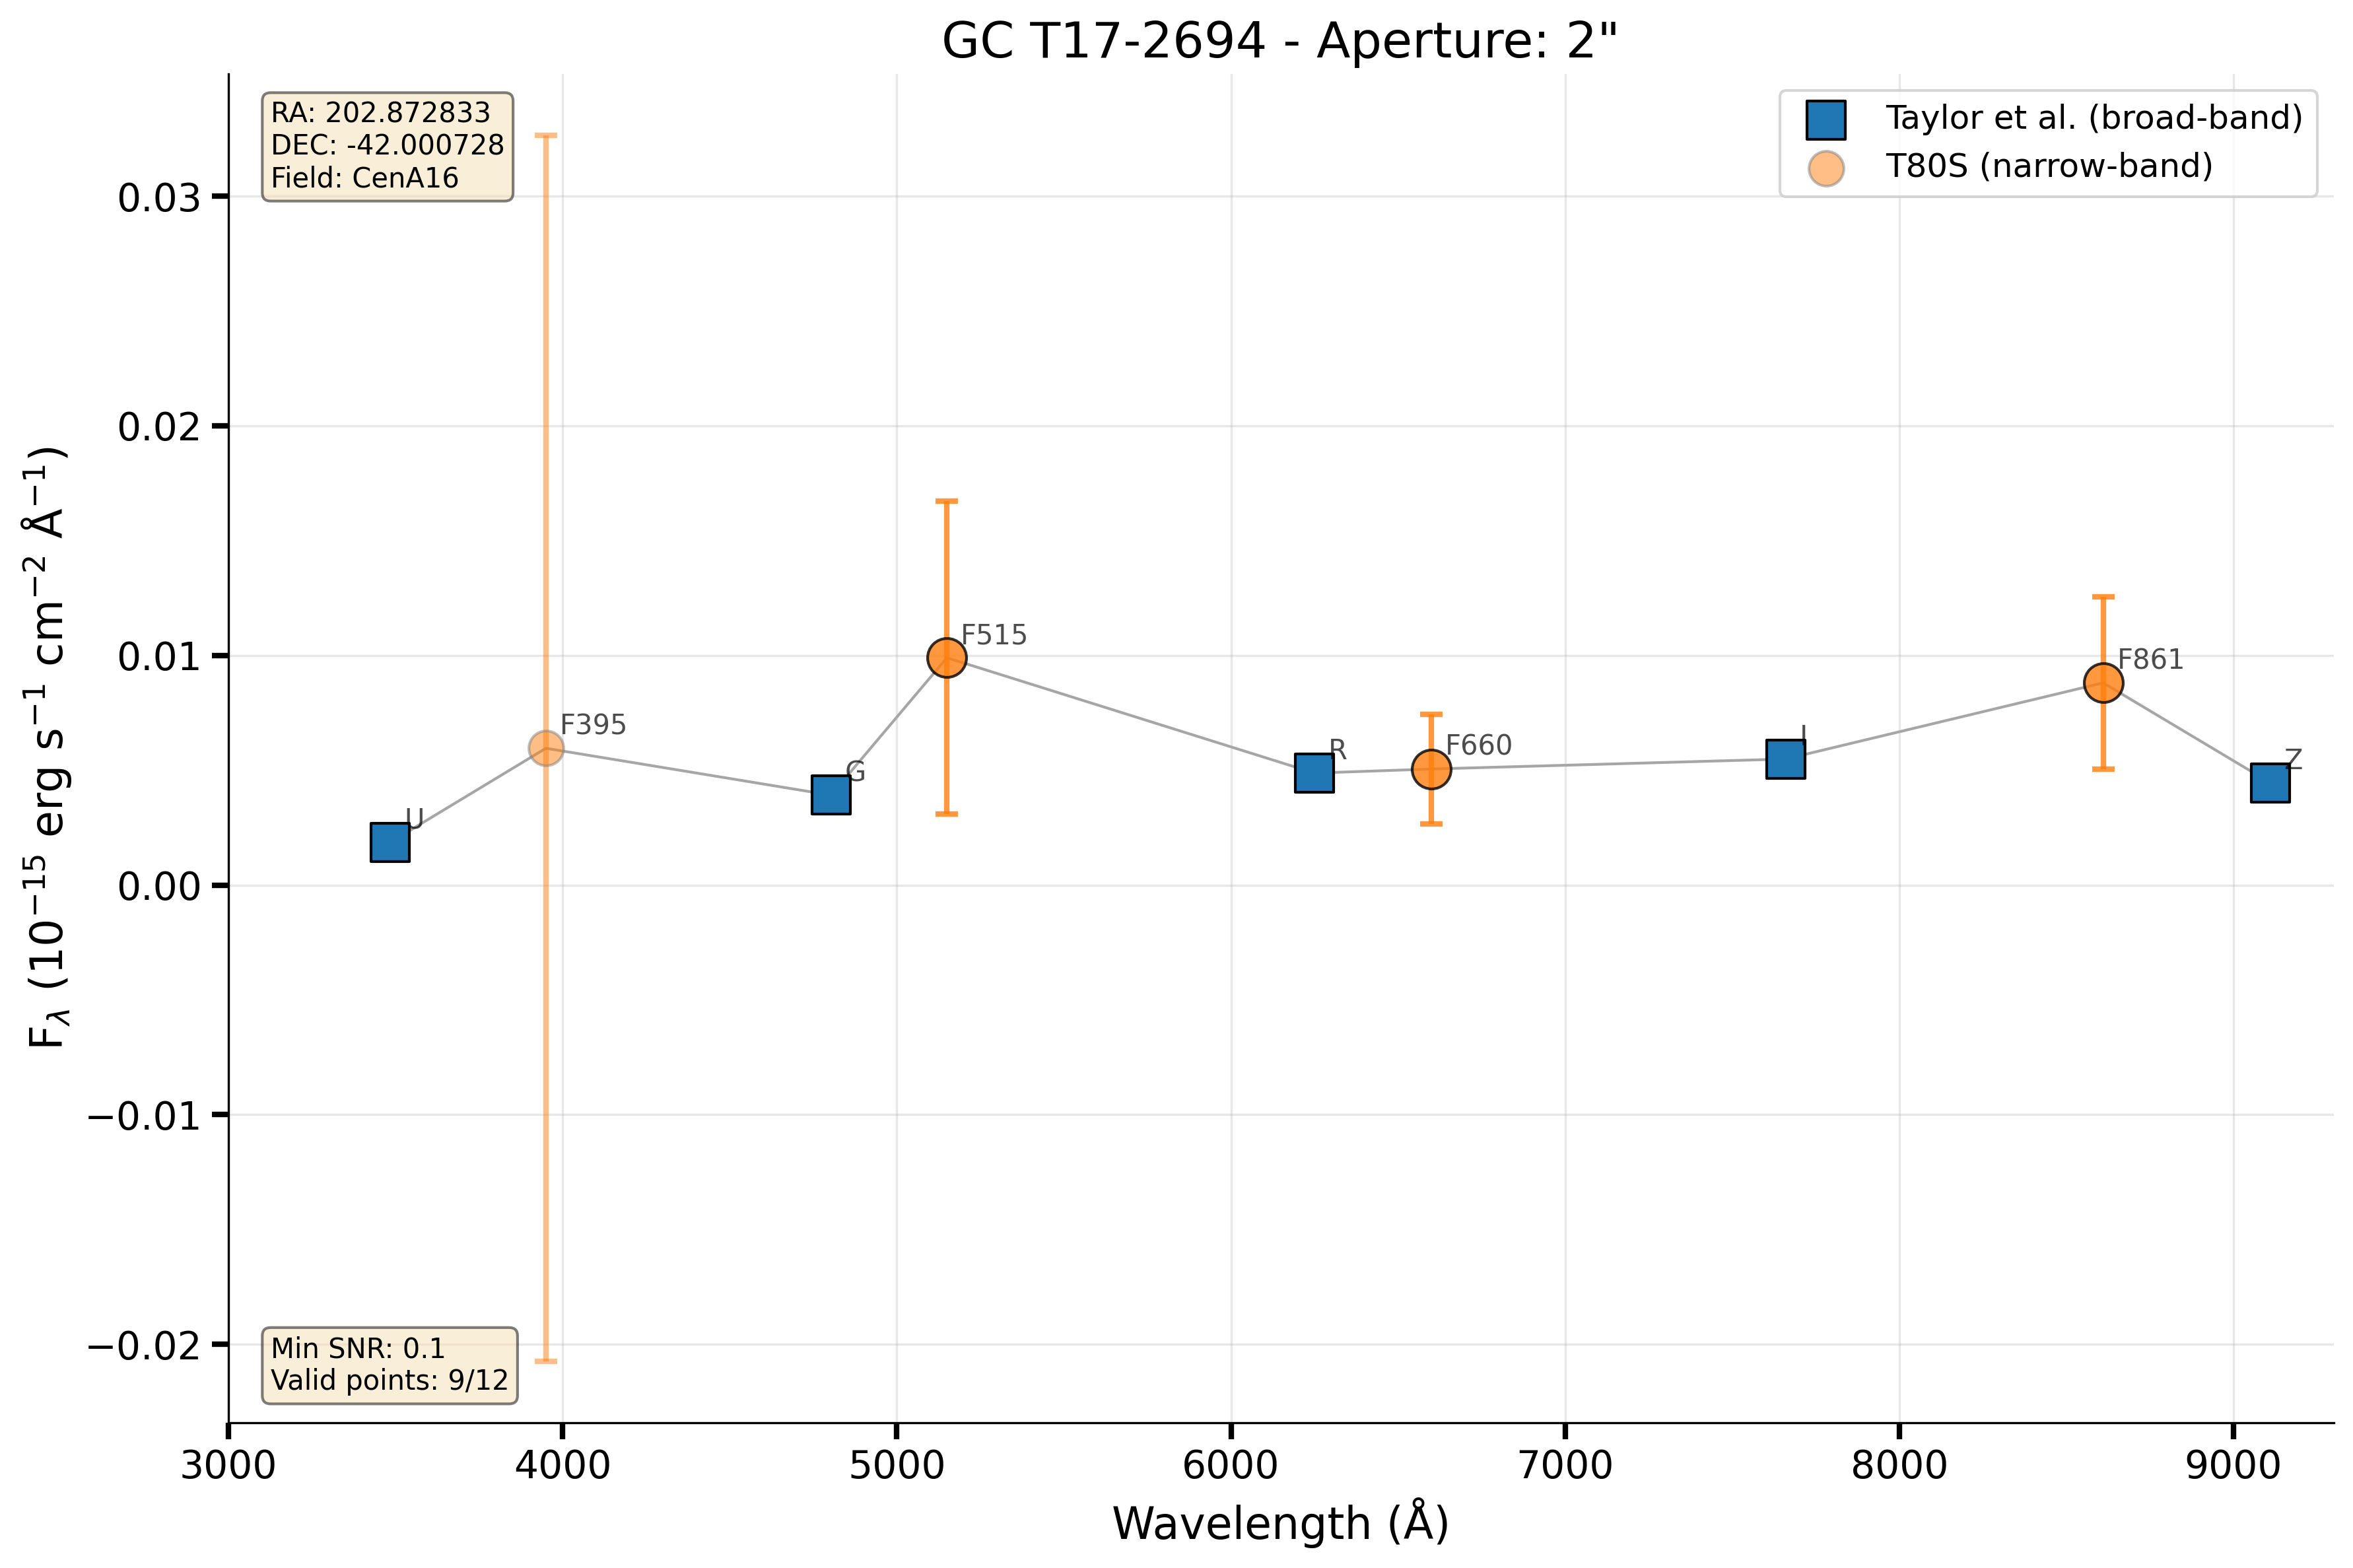 GC T17-2694 - Aperture: 2"
RA: 202.872833
DEC: -42.000728
Field: CenA16
Taylor et al. (broad-band)
T80S (narrow-band)
0.03
0.02
0.01
0.00
−0.01
−0.02
F515
F861
F395
F660
R
I
G
Z
U
Min SNR: 0.1
Valid points: 9/12
3000 4000 5000 6000 7000 8000 9000
Wavelength (Å)
Fλ (10⁻¹⁵ erg s⁻¹ cm⁻² Å⁻¹)